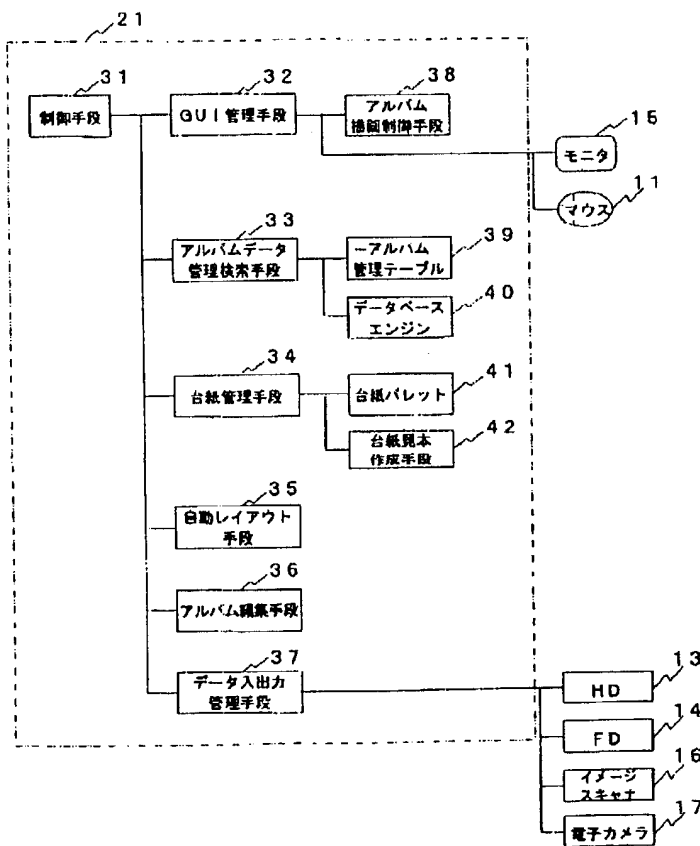 21
31
制御手段
32
GUI管理手段
38
アルバム
描画制御手段
15
モニタ
11
マウス
33
アルバムデータ
管理検索手段
39
アルバム
管理テーブル
40
データベース
エンジン
34
台紙管理手段
41
台紙パレット
42
台紙見本
作成手段
35
自動レイアウト
手段
36
アルバム編集手段
37
データ入出力
管理手段
13
HD
14
FD
16
イメージ
スキャナ
17
電子カメラ